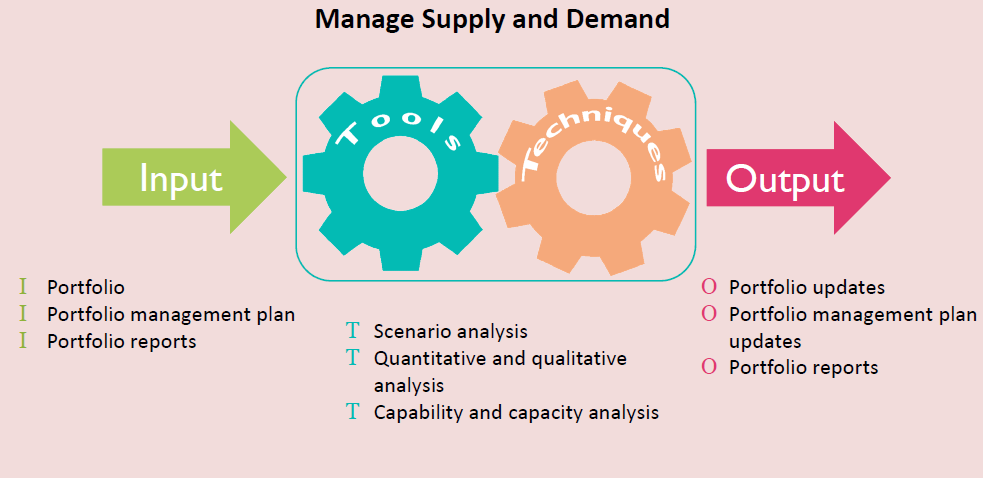 Manage Supply and Demand
Tools
Techniques
Input
Output
I Portfolio
I Portfolio management plan
I Portfolio reports
T Scenario analysis
T Quantitative and qualitative
analysis
T Capability and capacity analysis
O Portfolio updates
O Portfolio management plan
updates
O Portfolio reports